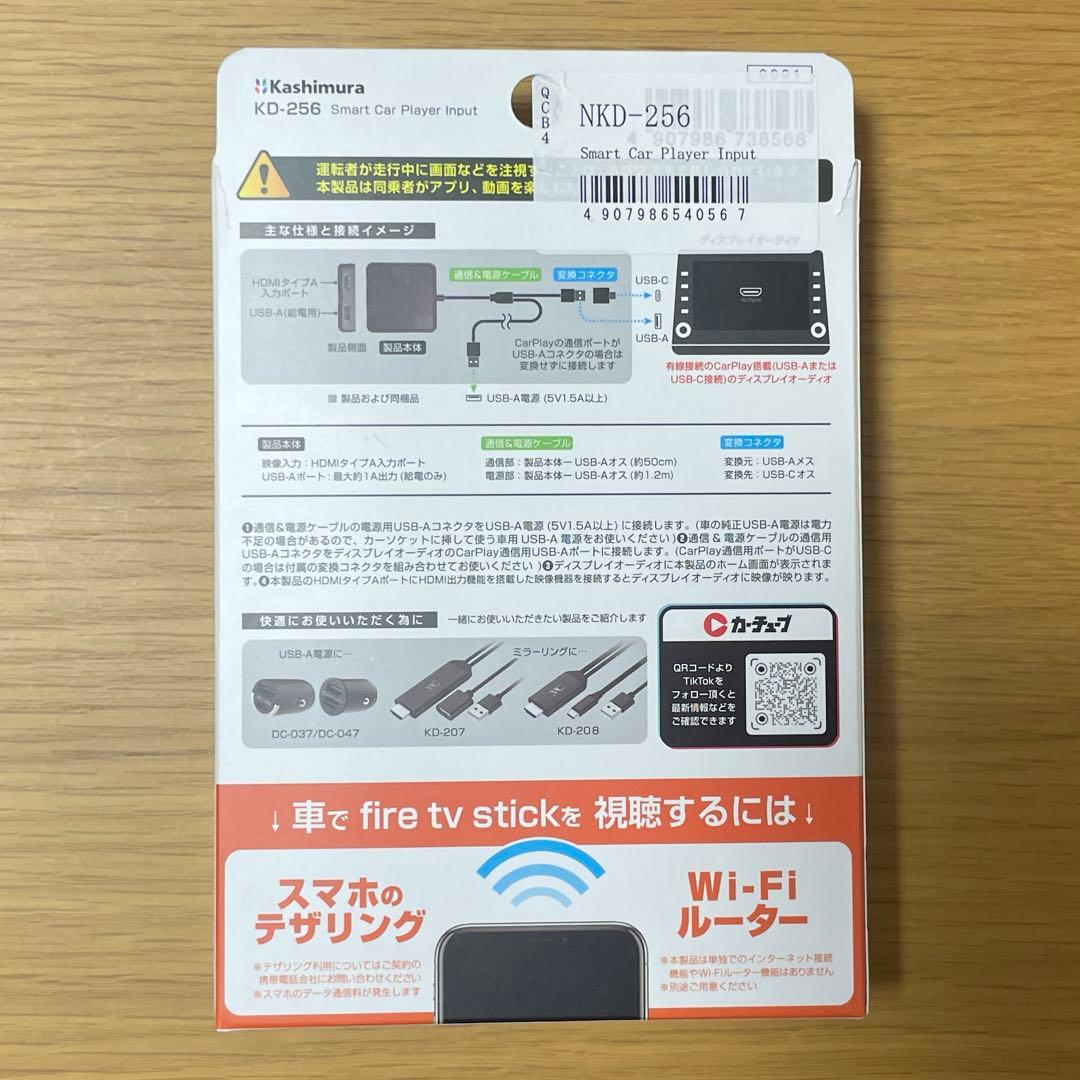 Kashimura
KD-256 Smart Car Player Input
0001
QCB4
NKD-256
4 907986 738568
Smart Car Player Input
4 907986 540567
運転者が走行中に画面などを注視す
本製品は同乗者がアプリ、動画を楽しむた
主な仕様と接続イメージ
ディスプレイオーディオ
HDMIタイプA
入力ポート
USB-A(給電用)
製品側面 製品本体
通信&電源ケーブル 変換コネクタ
USB-C
USB-A
No Signal
CarPlayの通信ポートが
USB-Aコネクタの場合は
変換せずに接続します
有線接続のCarPlay搭載(USB-Aまたは
USB-C接続)のディスプレイオーディオ
製品および同梱品
USB-A電源 (5V1.5A以上)
製品本体
映像入力:HDMIタイプA入力ポート
USB-Aポート:最大約1A出力 (給電のみ)
通信&電源ケーブル
通信部:製品本体ー USB-Aオス (約50cm)
電源部:製品本体ー USB-Aオス (約1.2m)
変換コネクタ
変換元:USB-Aメス
変換先:USB-Cオス
❶通信&電源ケーブルの電源用USB-AコネクタをUSB-A電源 (5V1.5A以上) に接続します。(車の純正USB-A電源は電力
不足の場合があるので、カーソケットに挿して使う車用 USB-A 電源をお使いください)❷通信 & 電源ケーブルの通信用
USB-AコネクタをディスプレイオーディオのCarPlay通信用USB-Aポートに接続します。(CarPlay通信用ポートがUSB-C
の場合は付属の変換コネクタを組み合わせてお使いください )❸ディスプレイオーディオに本製品のホーム画面が表示されま
す。❹本製品のHDMIタイプAポートにHDMI出力機能を搭載した映像機器を接続するとディスプレイオーディオに映像が映ります。
快適にお使いいただく為に 一緒にお使いいただきたい製品をご紹介します
USB-A電源に…
ミラーリングに…
DC-037/DC-047
KD-207
KD-208
カーチューブ
QRコードより
TikTokを
フォロー頂くと
最新情報などを
ご確認できます
↓ 車で fire tv stickを 視聴するには ↓
スマホの
テザリング
※テザリング利用についてはご契約の
携帯電話会社にお問い合わせください
※スマホのデータ通信料が発生します
Wi-Fi
ルーター
※本製品は単独でのインターネット接続
機能やWi-Fiルーター機能はありません
※別途ご用意ください